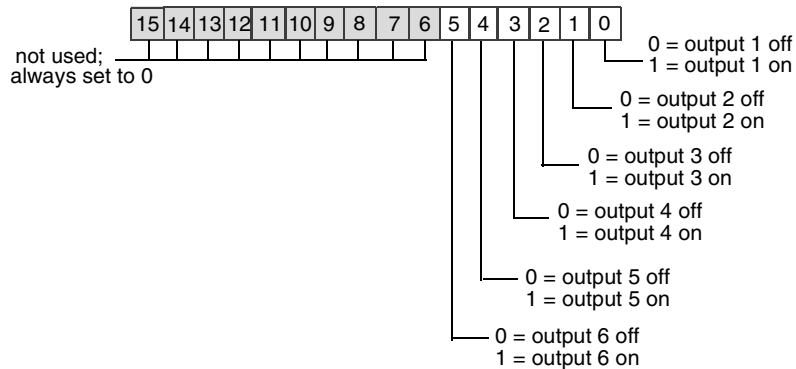 15 14 13 12 11 10 9 8 7 6 5 4 3 2 1 0
not used;
always set to 0
0 = output 1 off
1 = output 1 on
0 = output 2 off
1 = output 2 on
0 = output 3 off
1 = output 3 on
0 = output 4 off
1 = output 4 on
0 = output 5 off
1 = output 5 on
0 = output 6 off
1 = output 6 on